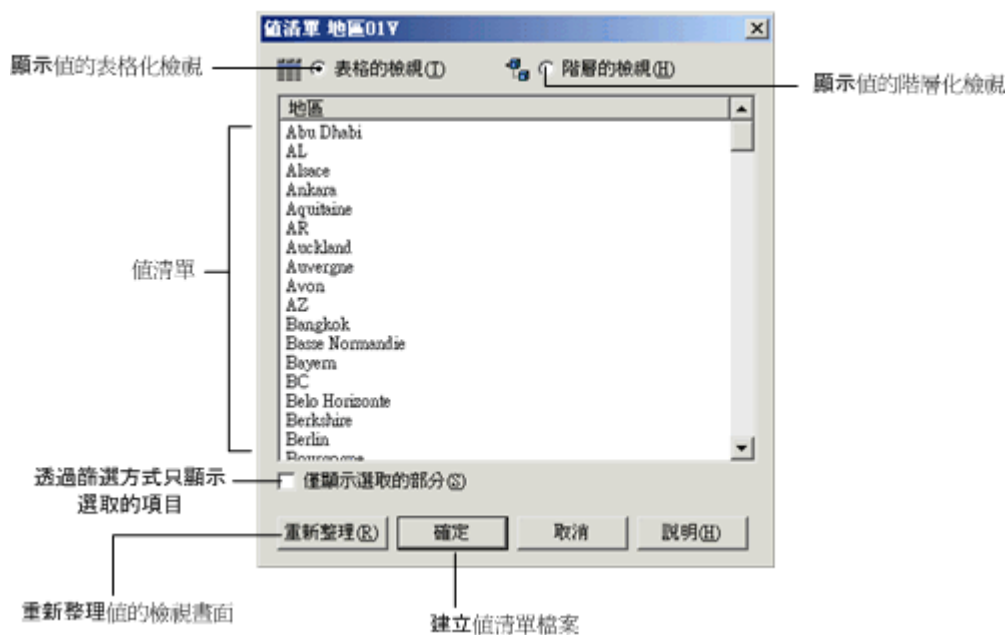 值清單 地區01V
顯示值的表格化檢視
表格的檢視(T)
階層的檢視(H)
顯示值的階層化檢視
地區
Abu Dhabi
AL
Alsace
Ankara
Aquitaine
AR
Auckland
Auvergne
Avon
AZ
Bangkok
Basse Normandie
Bayern
BC
Belo Horizonte
Berkshire
Berlin
Bourgogne
值清單
透過篩選方式只顯示
選取的項目
僅顯示選取的部分(S)
重新整理(R)
確定
取消
説明(H)
重新整理值的檢視畫面
建立值清單檔案